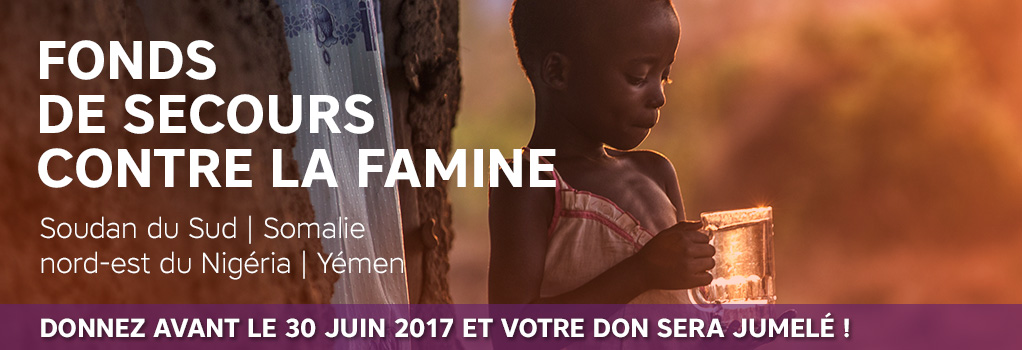 FONDS
DE SECOURS
CONTRE LA FAMINE
Soudan du Sud | Somalie
nord-est du Nigéria | Yémen
DONNEZ AVANT LE 30 JUIN 2017 ET VOTRE DON SERA JUMELÉ !